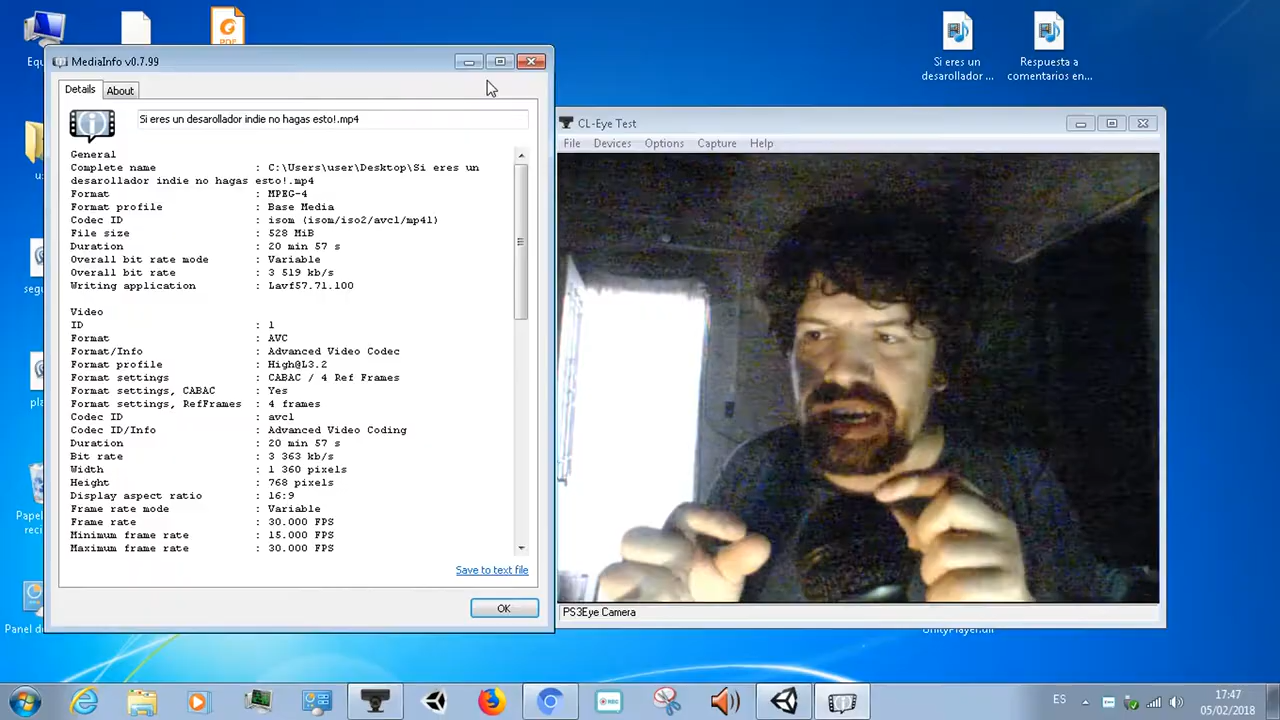 Equ
PDF
Si eres un
desarollador ...
Respuesta a
comentarios en...
MediaInfo v0.7.99
Details
About
Si eres un desarollador indie no hagas esto!.mp4
General
Complete name : C:\Users\user\Desktop\Si eres un
desarollador indie no hagas esto!.mp4
Format : MPEG-4
Format profile : Base Media
Codec ID : isom (isom/iso2/avc1/mp41)
File size : 528 MiB
Duration : 20 min 57 s
Overall bit rate mode : Variable
Overall bit rate : 3 519 kb/s
Writing application : Lavf57.71.100
Video
ID : 1
Format : AVC
Format/Info : Advanced Video Codec
Format profile : High@L3.2
Format settings : CABAC / 4 Ref Frames
Format settings, CABAC : Yes
Format settings, RefFrames : 4 frames
Codec ID : avc1
Codec ID/Info : Advanced Video Coding
Duration : 20 min 57 s
Bit rate : 3 363 kb/s
Width : 1 360 pixels
Height : 768 pixels
Display aspect ratio : 16:9
Frame rate mode : Variable
Frame rate : 30.000 FPS
Minimum frame rate : 15.000 FPS
Maximum frame rate : 30.000 FPS
Save to text file
OK
CL-Eye Test
File Devices Options Capture Help
PS3Eye Camera
u
segu
pla
Papel
reci
Panel d
UnityPlayer.dll
REC
ES
17:47
05/02/2018